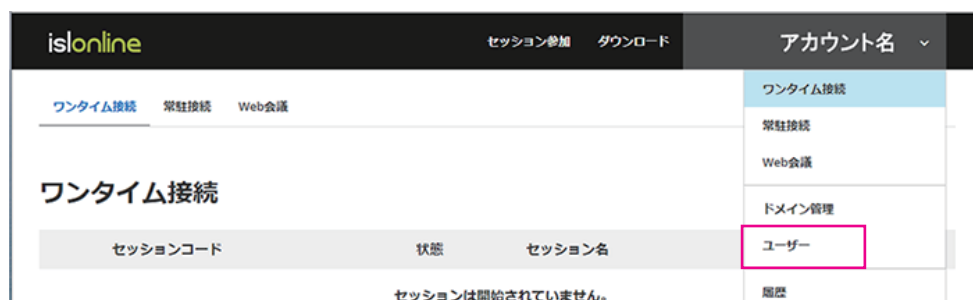 islonline セッション参加 ダウンロード アカウント名
ワンタイム接続 常駐接続 Web会議
ワンタイム接続
常駐接続
Web会議
ドメイン管理
ユーザー
履歴
ワンタイム接続
セッションコード 状態 セッション名
セッションは開始されていません。